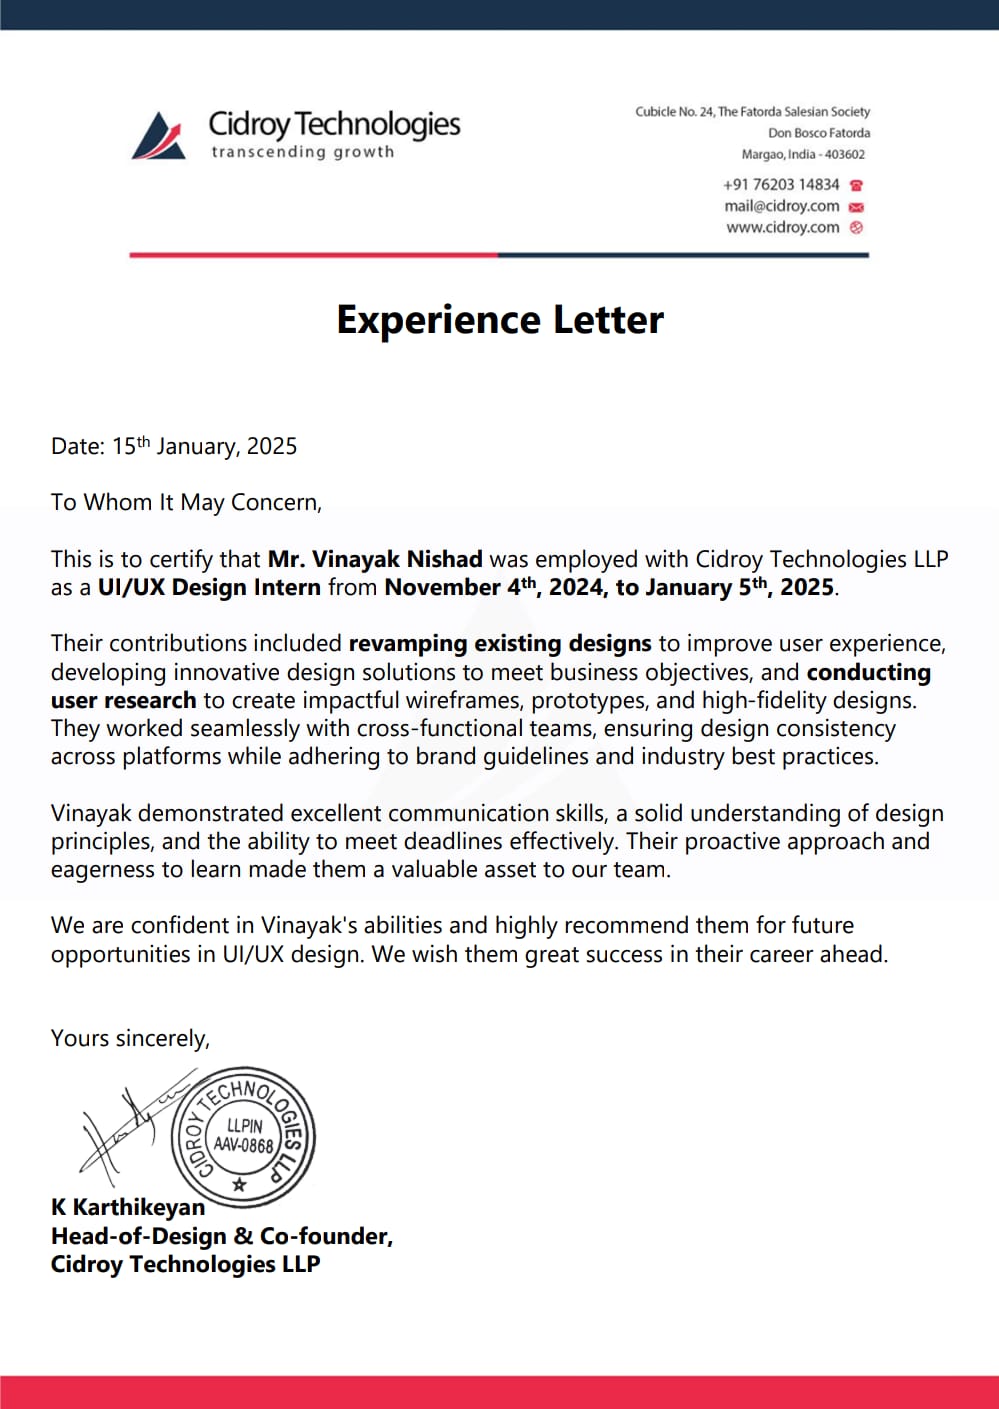 Cidroy Technologies
transcending growth
Cubicle No. 24, The Fatorda Salesian Society
Don Bosco Fatorda
Margao, India - 403602
+91 76203 14834
mail@cidroy.com
www.cidroy.com
Experience Letter
Date: 15th January, 2025
To Whom It May Concern,
This is to certify that Mr. Vinayak Nishad was employed with Cidroy Technologies LLP
as a UI/UX Design Intern from November 4th, 2024, to January 5th, 2025.
Their contributions included revamping existing designs to improve user experience,
developing innovative design solutions to meet business objectives, and conducting
user research to create impactful wireframes, prototypes, and high-fidelity designs.
They worked seamlessly with cross-functional teams, ensuring design consistency
across platforms while adhering to brand guidelines and industry best practices.
Vinayak demonstrated excellent communication skills, a solid understanding of design
principles, and the ability to meet deadlines effectively. Their proactive approach and
eagerness to learn made them a valuable asset to our team.
We are confident in Vinayak's abilities and highly recommend them for future
opportunities in UI/UX design. We wish them great success in their career ahead.
Yours sincerely,
CIDROY TECHNOLOGIES LLP
LLPIN
AAV-0868
K Karthikeyan
Head-of-Design & Co-founder,
Cidroy Technologies LLP